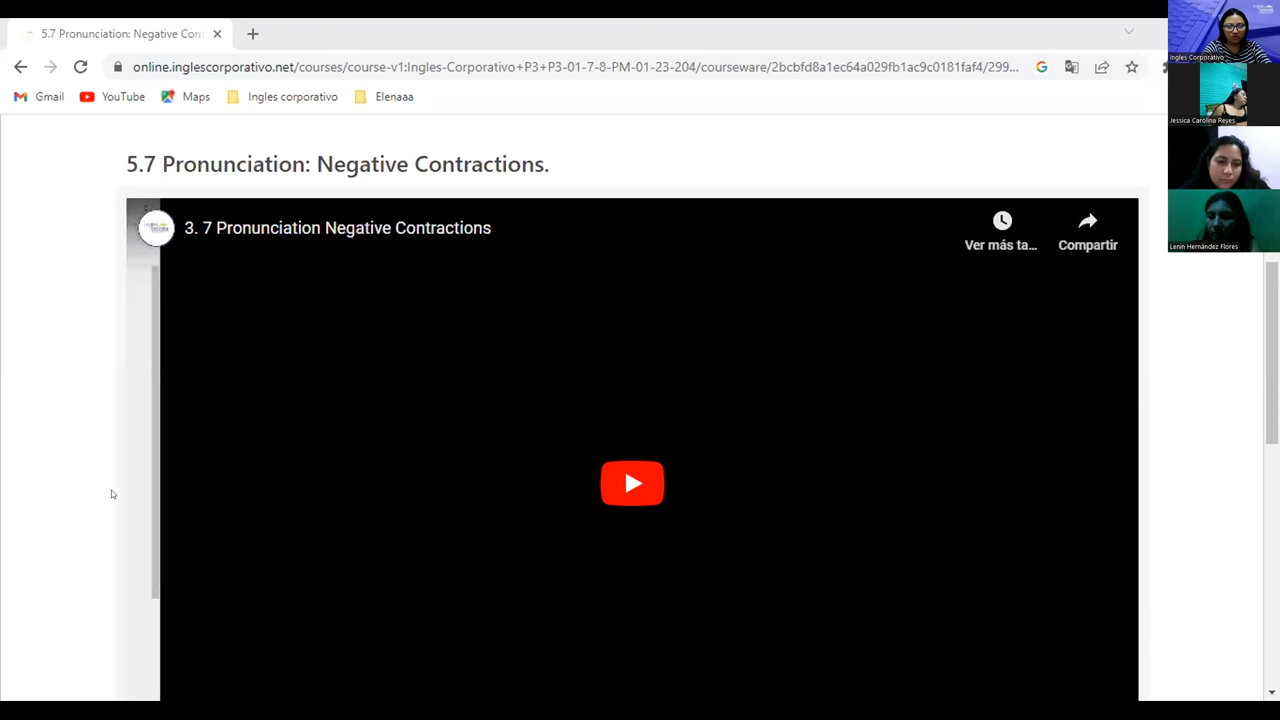 5.7 Pronunciation: Negative Cont
online.inglescorporativo.net/courses/course-v1:Ingles-Corporativo+P3+P3-01-7-8-PM-01-23-204/courseware/2bcbfd8a1ec64a029fb1ac9c0181faf4/299...
Gmail YouTube Maps Ingles corporativo Elenaaa
5.7 Pronunciation: Negative Contractions.
3. 7 Pronunciation Negative Contractions
Ver más ta... Compartir
Ingles Corporativo
Jessica Carolina Reyes
Lenin Hernández Flores